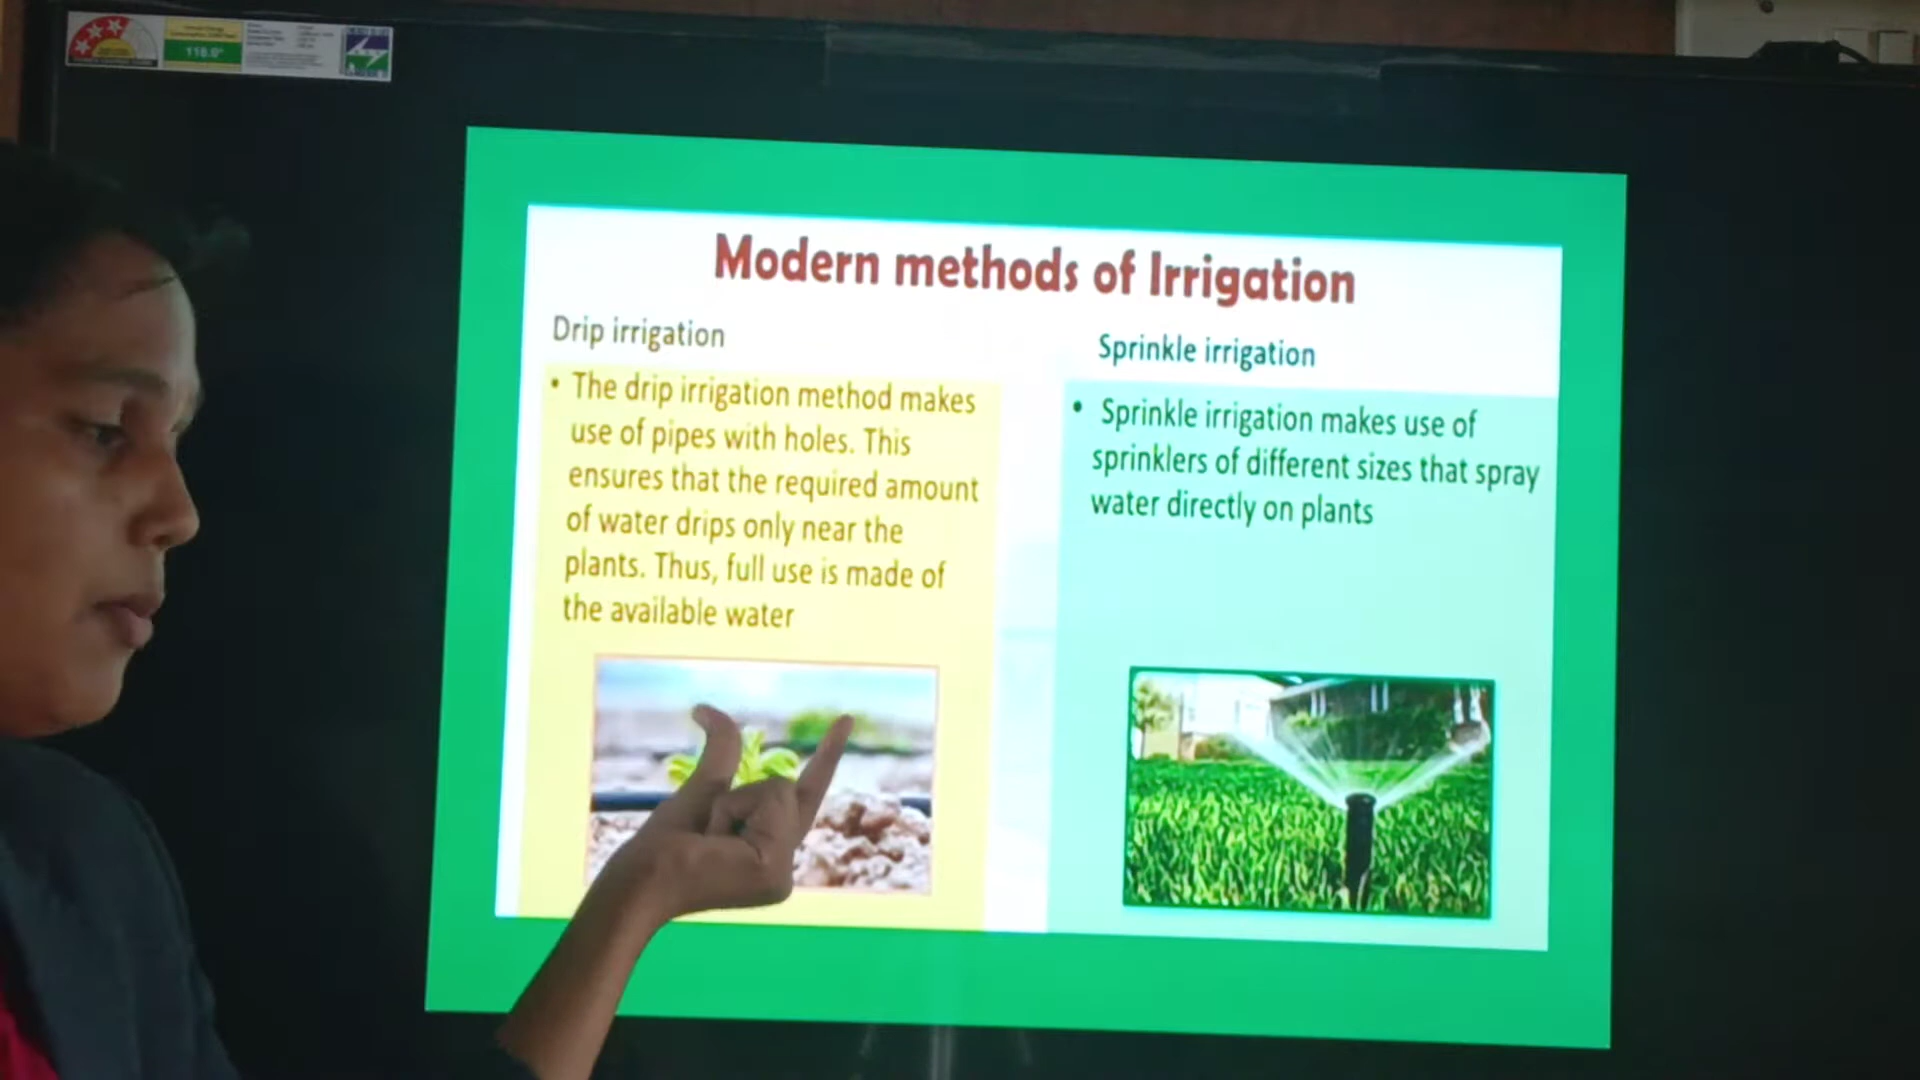 118.0
Modern methods of Irrigation
Drip irrigation
• The drip irrigation method makes
use of pipes with holes. This
ensures that the required amount
of water drips only near the
plants. Thus, full use is made of
the available water
Sprinkle irrigation
• Sprinkle irrigation makes use of
sprinklers of different sizes that spray
water directly on plants